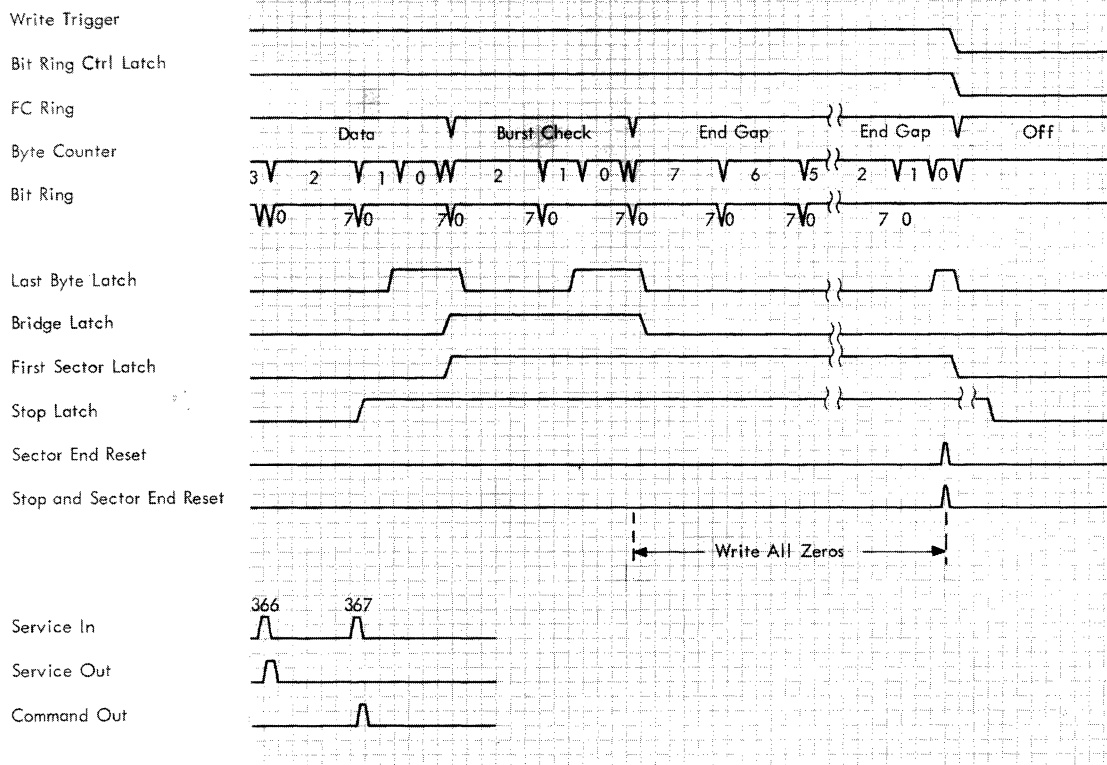 Write Trigger
Bit Ring Ctrl Latch
FC Ring
Data Burst Check End Gap End Gap Off
Byte Counter
3 2 1 0 2 1 0 7 6 5 2 1 0
Bit Ring
0 7 0 7 0 7 0 7 0 7 0 7 0 7 0
Last Byte Latch
Bridge Latch
First Sector Latch
Stop Latch
Sector End Reset
Stop and Sector End Reset
Write All Zeros
366 367
Service In
Service Out
Command Out